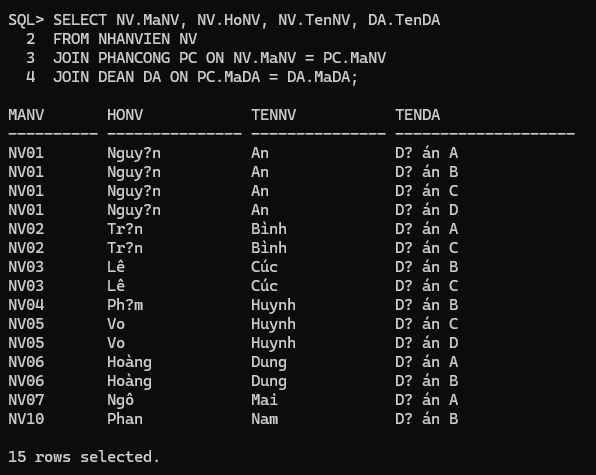 SQL> SELECT NV.MaNV, NV.HoNV, NV.TenNV, DA.TenDA
  2  FROM NHANVIEN NV
  3  JOIN PHANCONG PC ON NV.MaNV = PC.MaNV
  4  JOIN DEAN DA ON PC.MaDA = DA.MaDA;

MANV       HONV            TENNV           TENDA
---------- --------------- --------------- --------------------
NV01       Nguy?n          An              D? án A
NV01       Nguy?n          An              D? án B
NV01       Nguy?n          An              D? án C
NV01       Nguy?n          An              D? án D
NV02       Tr?n            Bình            D? án A
NV02       Tr?n            Bình            D? án C
NV03       Lê              Cúc             D? án B
NV03       Lê              Cúc             D? án C
NV04       Ph?m            Huynh           D? án B
NV05       Vo              Huynh           D? án C
NV05       Vo              Huynh           D? án D
NV06       Hoàng           Dung            D? án A
NV06       Hoàng           Dung            D? án B
NV07       Ngô             Mai             D? án A
NV10       Phan            Nam             D? án B

15 rows selected.